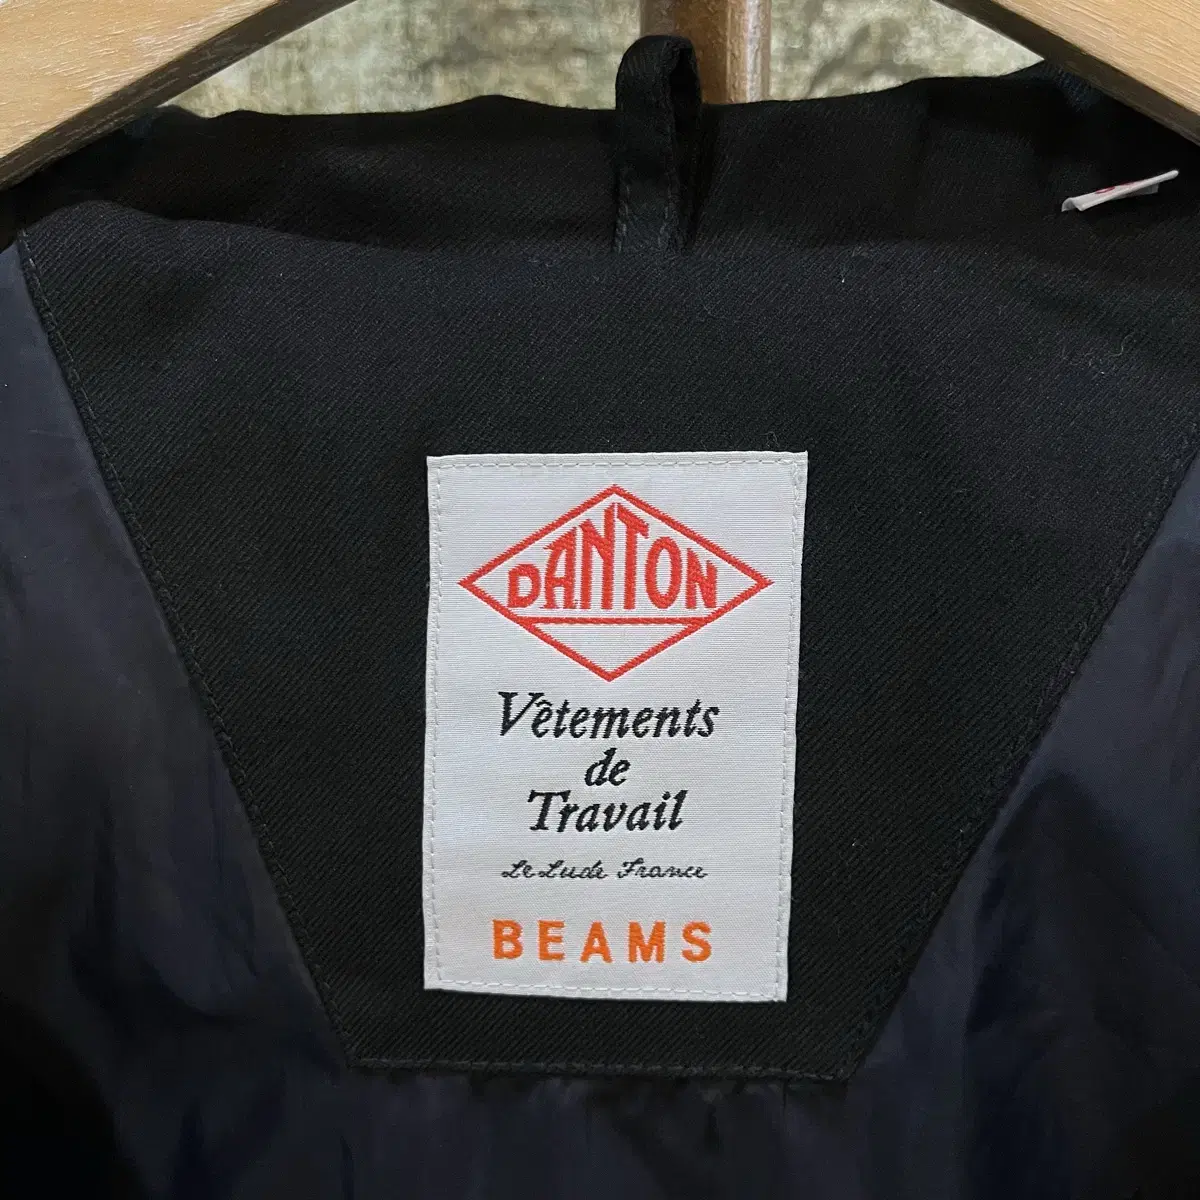 DANTON
Vêtements
de
Travail
Le Lude France
BEAMS